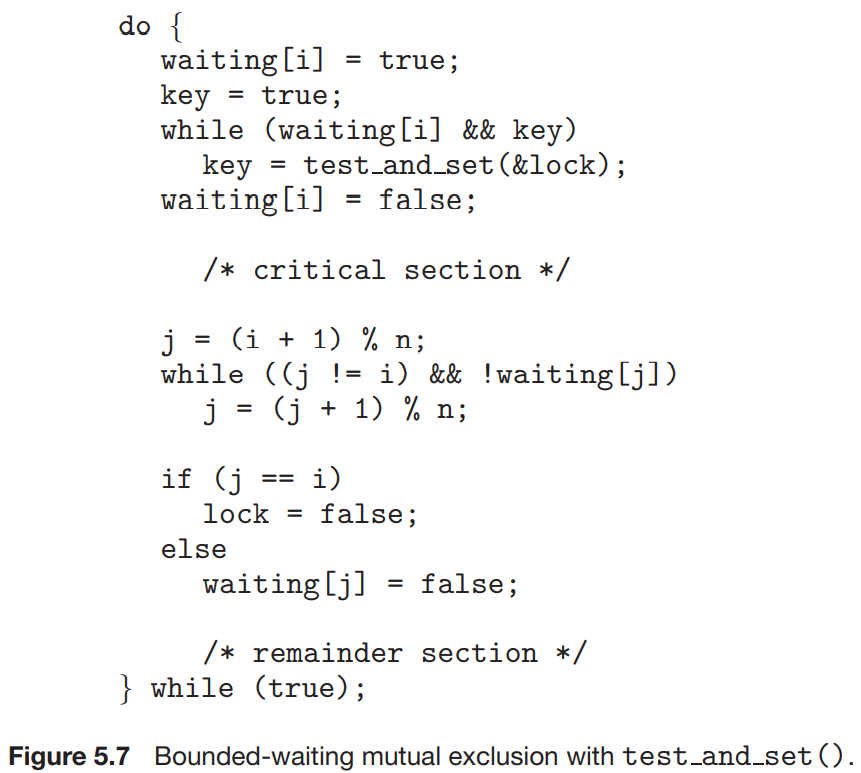 do {
waiting[i] = true;
key = true;
while (waiting[i] && key)
key = test_and_set(&lock);
waiting[i] = false;
/* critical section */
j = (i + 1) % n;
while ((j != i) && !waiting[j])
j = (j + 1) % n;
if (j == i)
lock = false;
else
waiting[j] = false;
/* remainder section */
} while (true);
Figure 5.7 Bounded-waiting mutual exclusion with test_and_set().